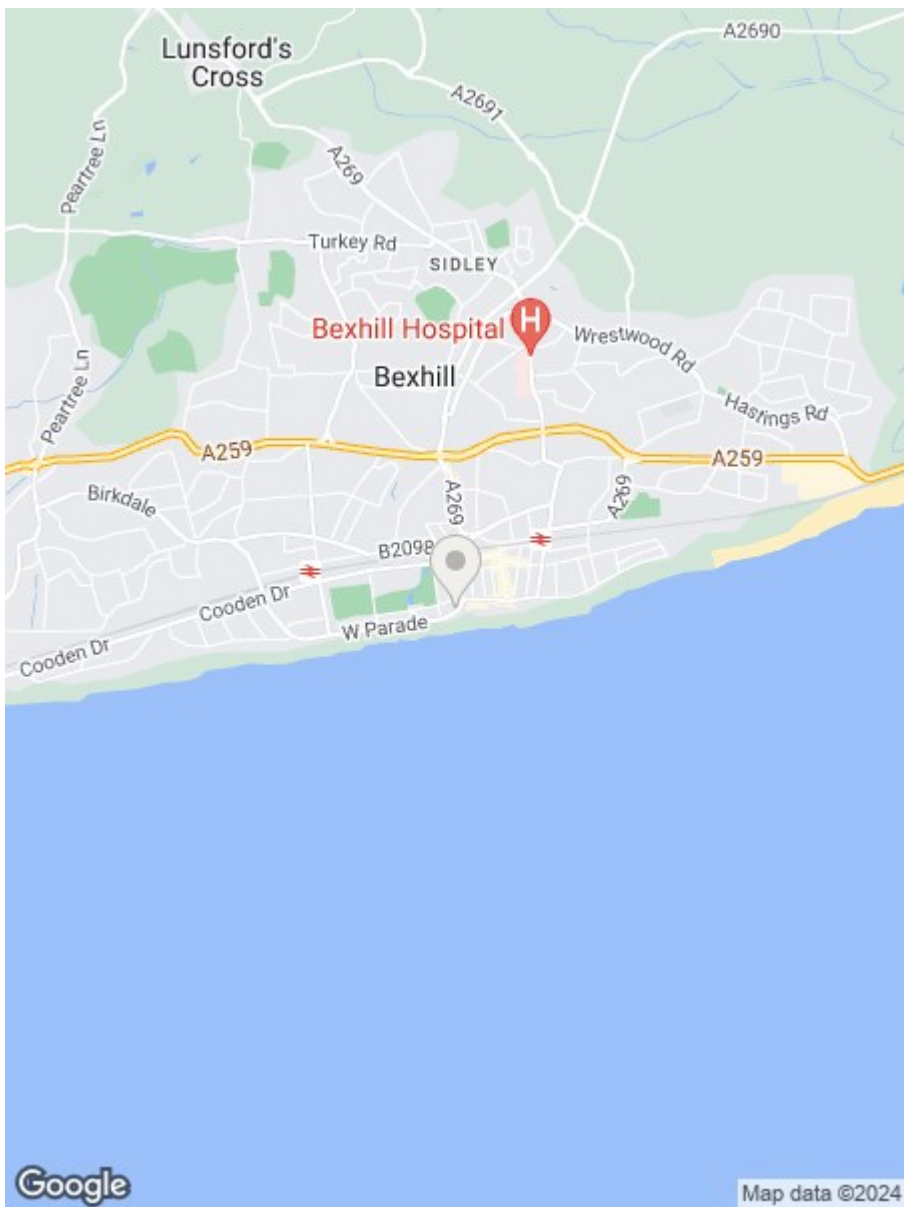 A2690
Lunsford's
Cross
A2691
Peartree Ln
A269
Turkey Rd
SIDLEY
Bexhill Hospital
H
Wrestwood Rd
Bexhill
Peartree Ln
Hastings Rd
A259
A259
Birkdale
A269
A269
B2098
Cooden Dr
W Parade
Cooden Dr
Google
Map data ©2024